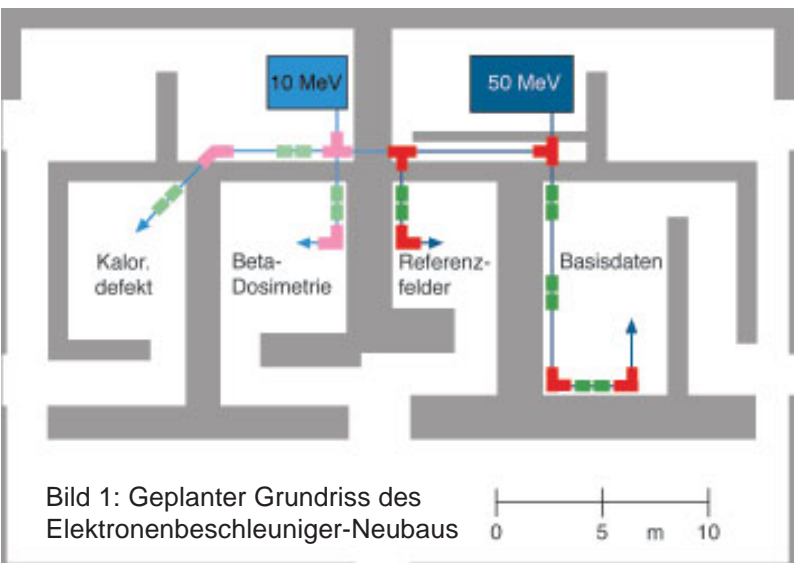 10 MeV
50 MeV
Kalor.
defekt
Beta-
Dosimetrie
Referenz-
felder
Basisdaten
Bild 1: Geplanter Grundriss des
Elektronenbeschleuniger-Neubaus
0 5 m 10